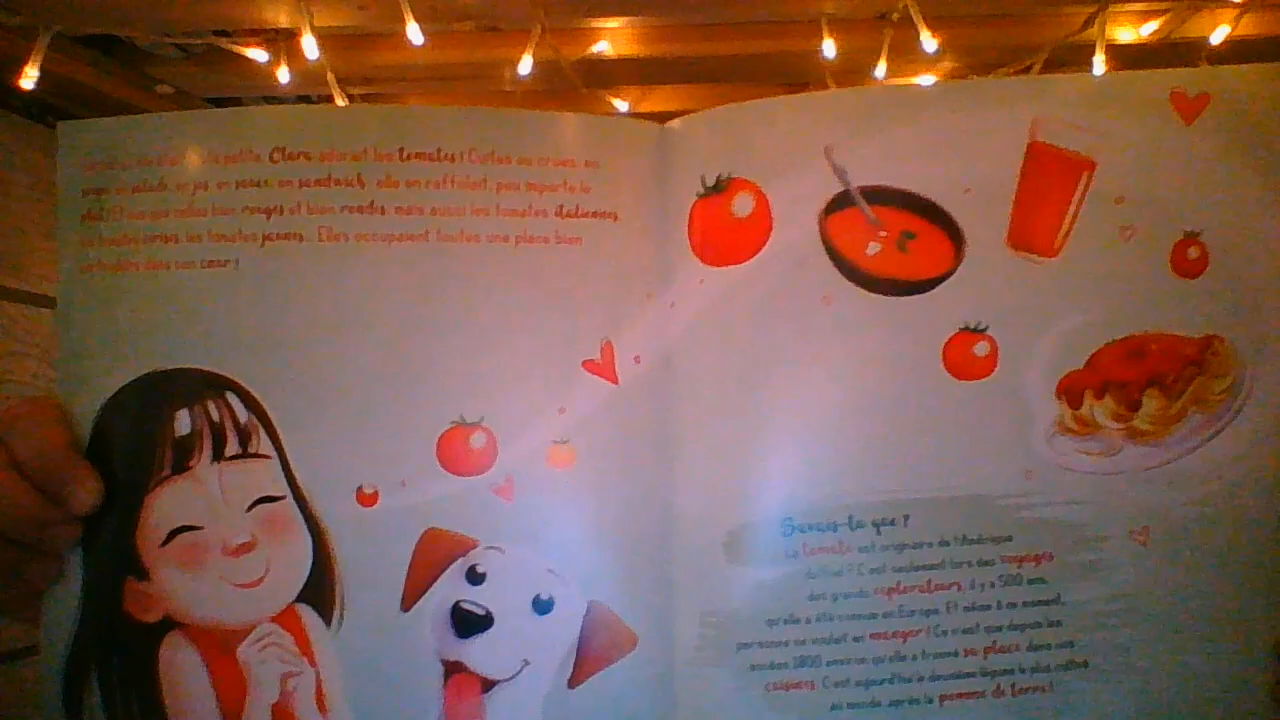 petite, Clara adorait les tomates ! Cuites ou crues, en
soupe, en salade, en jus, en sauce, en sandwich, elle en raffolait, peu importe le
plat ! Et pas que celles bien rouges et bien rondes, mais aussi les tomates italiennes,
les tomates cerises, les tomates jaunes... Elles occupaient toutes une place bien
dans son cœur !
Savais-tu que ?
La tomate est originaire de l'Amérique
du Sud ? C'est seulement lors des voyages
des grands explorateurs, il y a 500 ans,
qu'elle a été connue en Europe. Et même à ce moment,
personne ne voulait en manger ! Ce n'est que depuis les
années 1800 environ qu'elle a trouvé sa place dans nos
cuisines. C'est aujourd'hui le deuxième légume le plus cultivé
au monde après la pomme de terre !